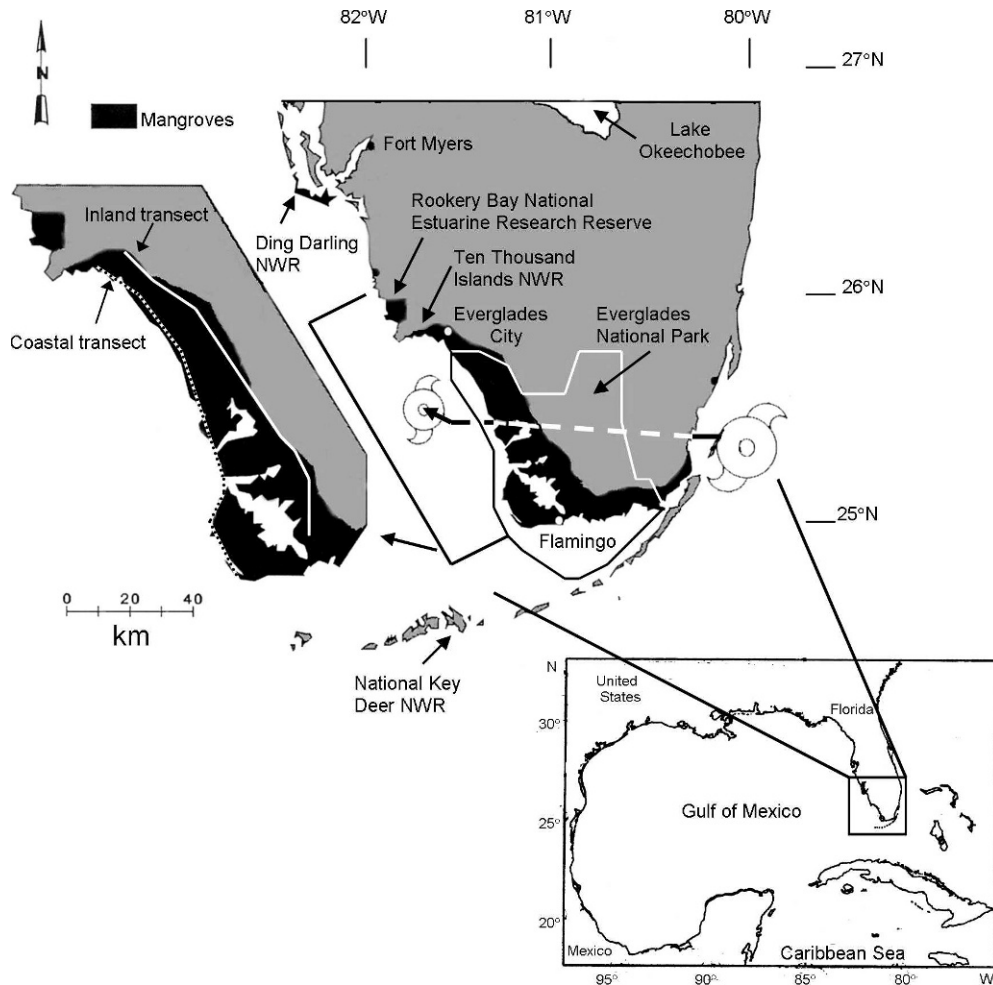 82°W
81°W
80°W
27°N
N
Mangroves
Fort Myers
Lake
Okeechobee
Inland transect
Rookery Bay National
Estuarine Research Reserve
Ding Darling
NWR
Ten Thousand
Islands NWR
26°N
Coastal transect
Everglades
City
Everglades
National Park
25°N
Flamingo
0 20 40
km
National Key
Deer NWR
N
United
States
Florida
30°
Gulf of Mexico
25°
20°
Mexico
Caribbean Sea
95° 90° 85° 80° W